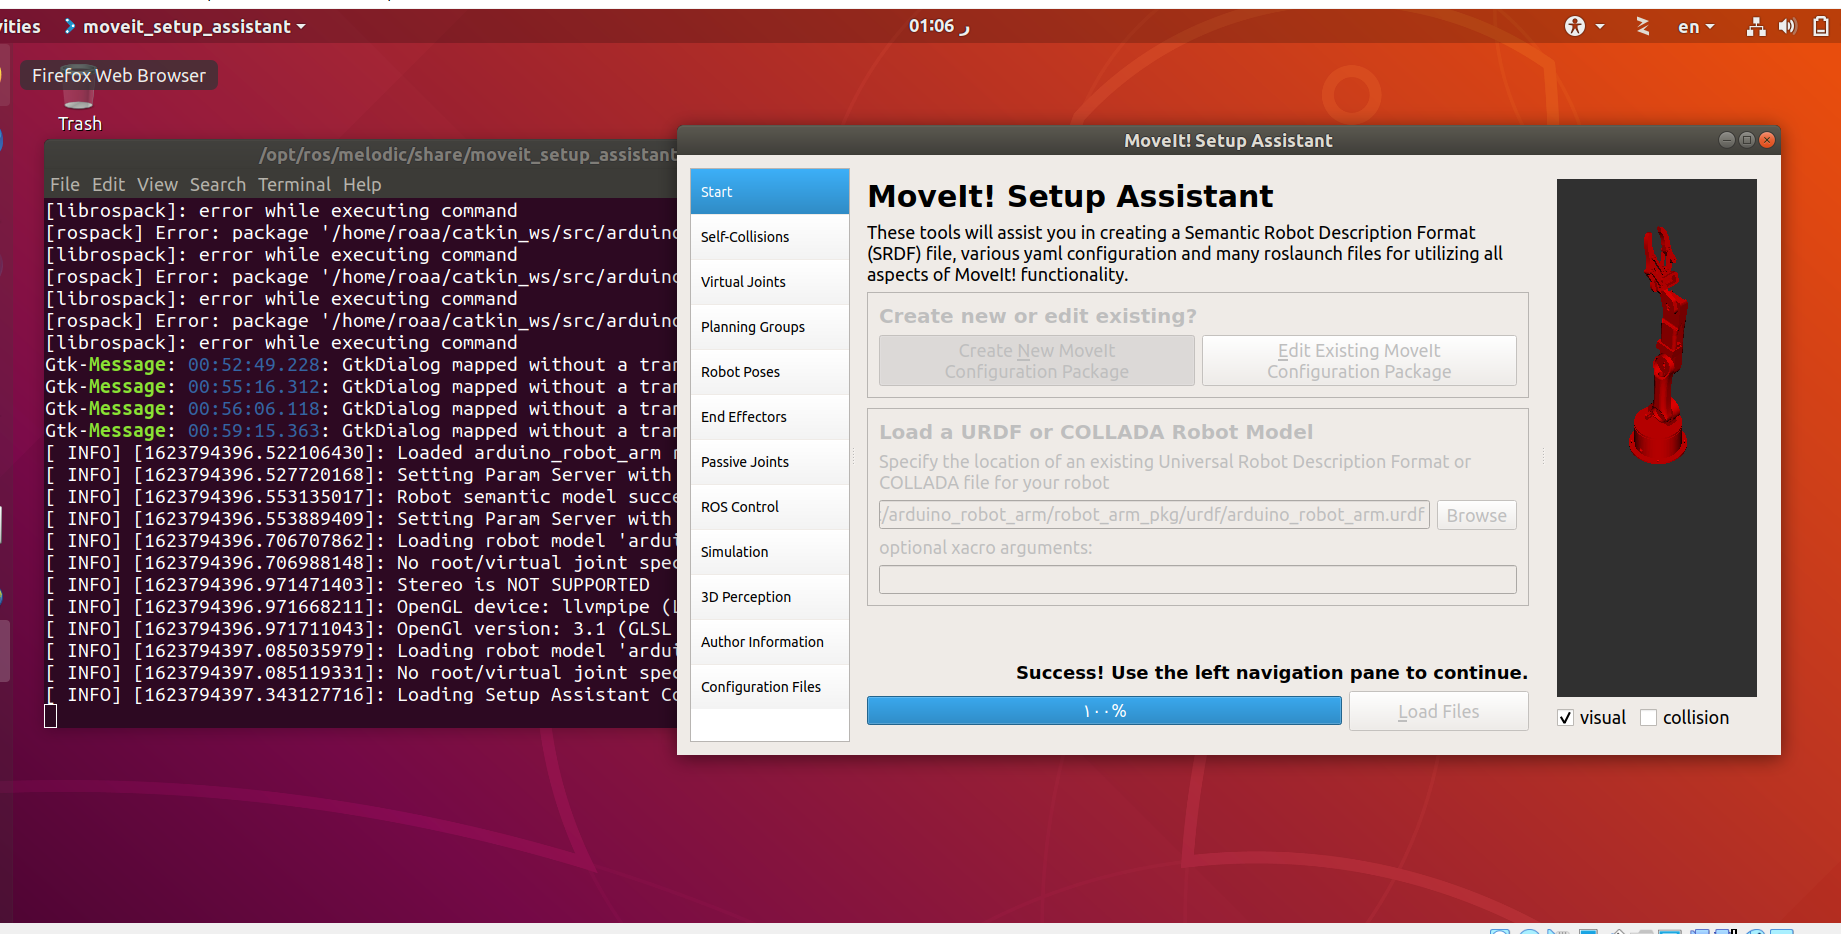 vities
moveit_setup_assistant
01:06 ر
en
Firefox Web Browser
Trash
/opt/ros/melodic/share/moveit_setup_assistant
File Edit View Search Terminal Help
[librospack]: error while executing command
[rospack] Error: package '/home/roaa/catkin_ws/src/arduino
[librospack]: error while executing command
[rospack] Error: package '/home/roaa/catkin_ws/src/arduino
[librospack]: error while executing command
[rospack] Error: package '/home/roaa/catkin_ws/src/arduino
[librospack]: error while executing command
Gtk-Message: 00:52:49.228: GtkDialog mapped without a tran
Gtk-Message: 00:55:16.312: GtkDialog mapped without a tran
Gtk-Message: 00:56:06.118: GtkDialog mapped without a tran
Gtk-Message: 00:59:15.363: GtkDialog mapped without a tran
[ INFO] [1623794396.522106430]: Loaded arduino_robot_arm r
[ INFO] [1623794396.527720168]: Setting Param Server with
[ INFO] [1623794396.553135017]: Robot semantic model succe
[ INFO] [1623794396.553889409]: Setting Param Server with
[ INFO] [1623794396.706707862]: Loading robot model 'ardui
[ INFO] [1623794396.706988148]: No root/virtual joint spec
[ INFO] [1623794396.971471403]: Stereo is NOT SUPPORTED
[ INFO] [1623794396.971668211]: OpenGL device: llvmpipe (L
[ INFO] [1623794396.971711043]: OpenGl version: 3.1 (GLSL
[ INFO] [1623794397.085035979]: Loading robot model 'ardui
[ INFO] [1623794397.085119331]: No root/virtual joint spec
[ INFO] [1623794397.343127716]: Loading Setup Assistant Co
MoveIt! Setup Assistant
Start
Self-Collisions
Virtual Joints
Planning Groups
Robot Poses
End Effectors
Passive Joints
ROS Control
Simulation
3D Perception
Author Information
Configuration Files
MoveIt! Setup Assistant
These tools will assist you in creating a Semantic Robot Description Format
(SRDF) file, various yaml configuration and many roslaunch files for utilizing all
aspects of MoveIt! functionality.
Create new or edit existing?
Create New MoveIt
Configuration Package
Edit Existing MoveIt
Configuration Package
Load a URDF or COLLADA Robot Model
Specify the location of an existing Universal Robot Description Format or
COLLADA file for your robot
:/arduino_robot_arm/robot_arm_pkg/urdf/arduino_robot_arm.urdf
Browse
optional xacro arguments:
Success! Use the left navigation pane to continue.
١٠٠%
Load Files
visual
collision